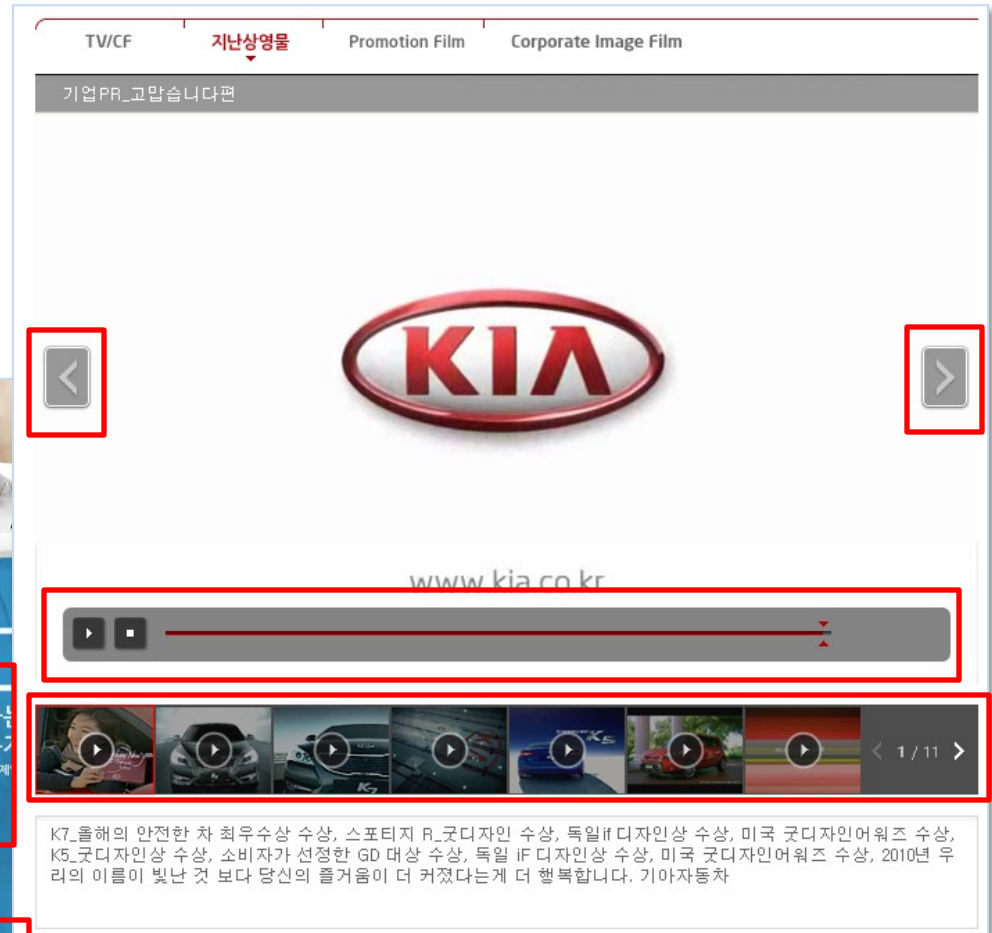 TV/CF 지난상영물 Promotion Film Corporate Image Film
기업PR_고맙습니다편
KIA
www.kia.co.kr
K7
K5
1 / 11
K7_올해의 안전한 차 최우수상 수상, 스포티지 R_굿디자인 수상, 독일if 디자인상 수상, 미국 굿디자인어워즈 수상,
K5_굿디자인상 수상, 소비자가 선정한 GD 대상 수상, 독일 iF 디자인상 수상, 미국 굿디자인어워즈 수상, 2010년 우
리의 이름이 빛난 것 보다 당신의 즐거움이 더 커졌다는게 더 행복합니다. 기아자동차